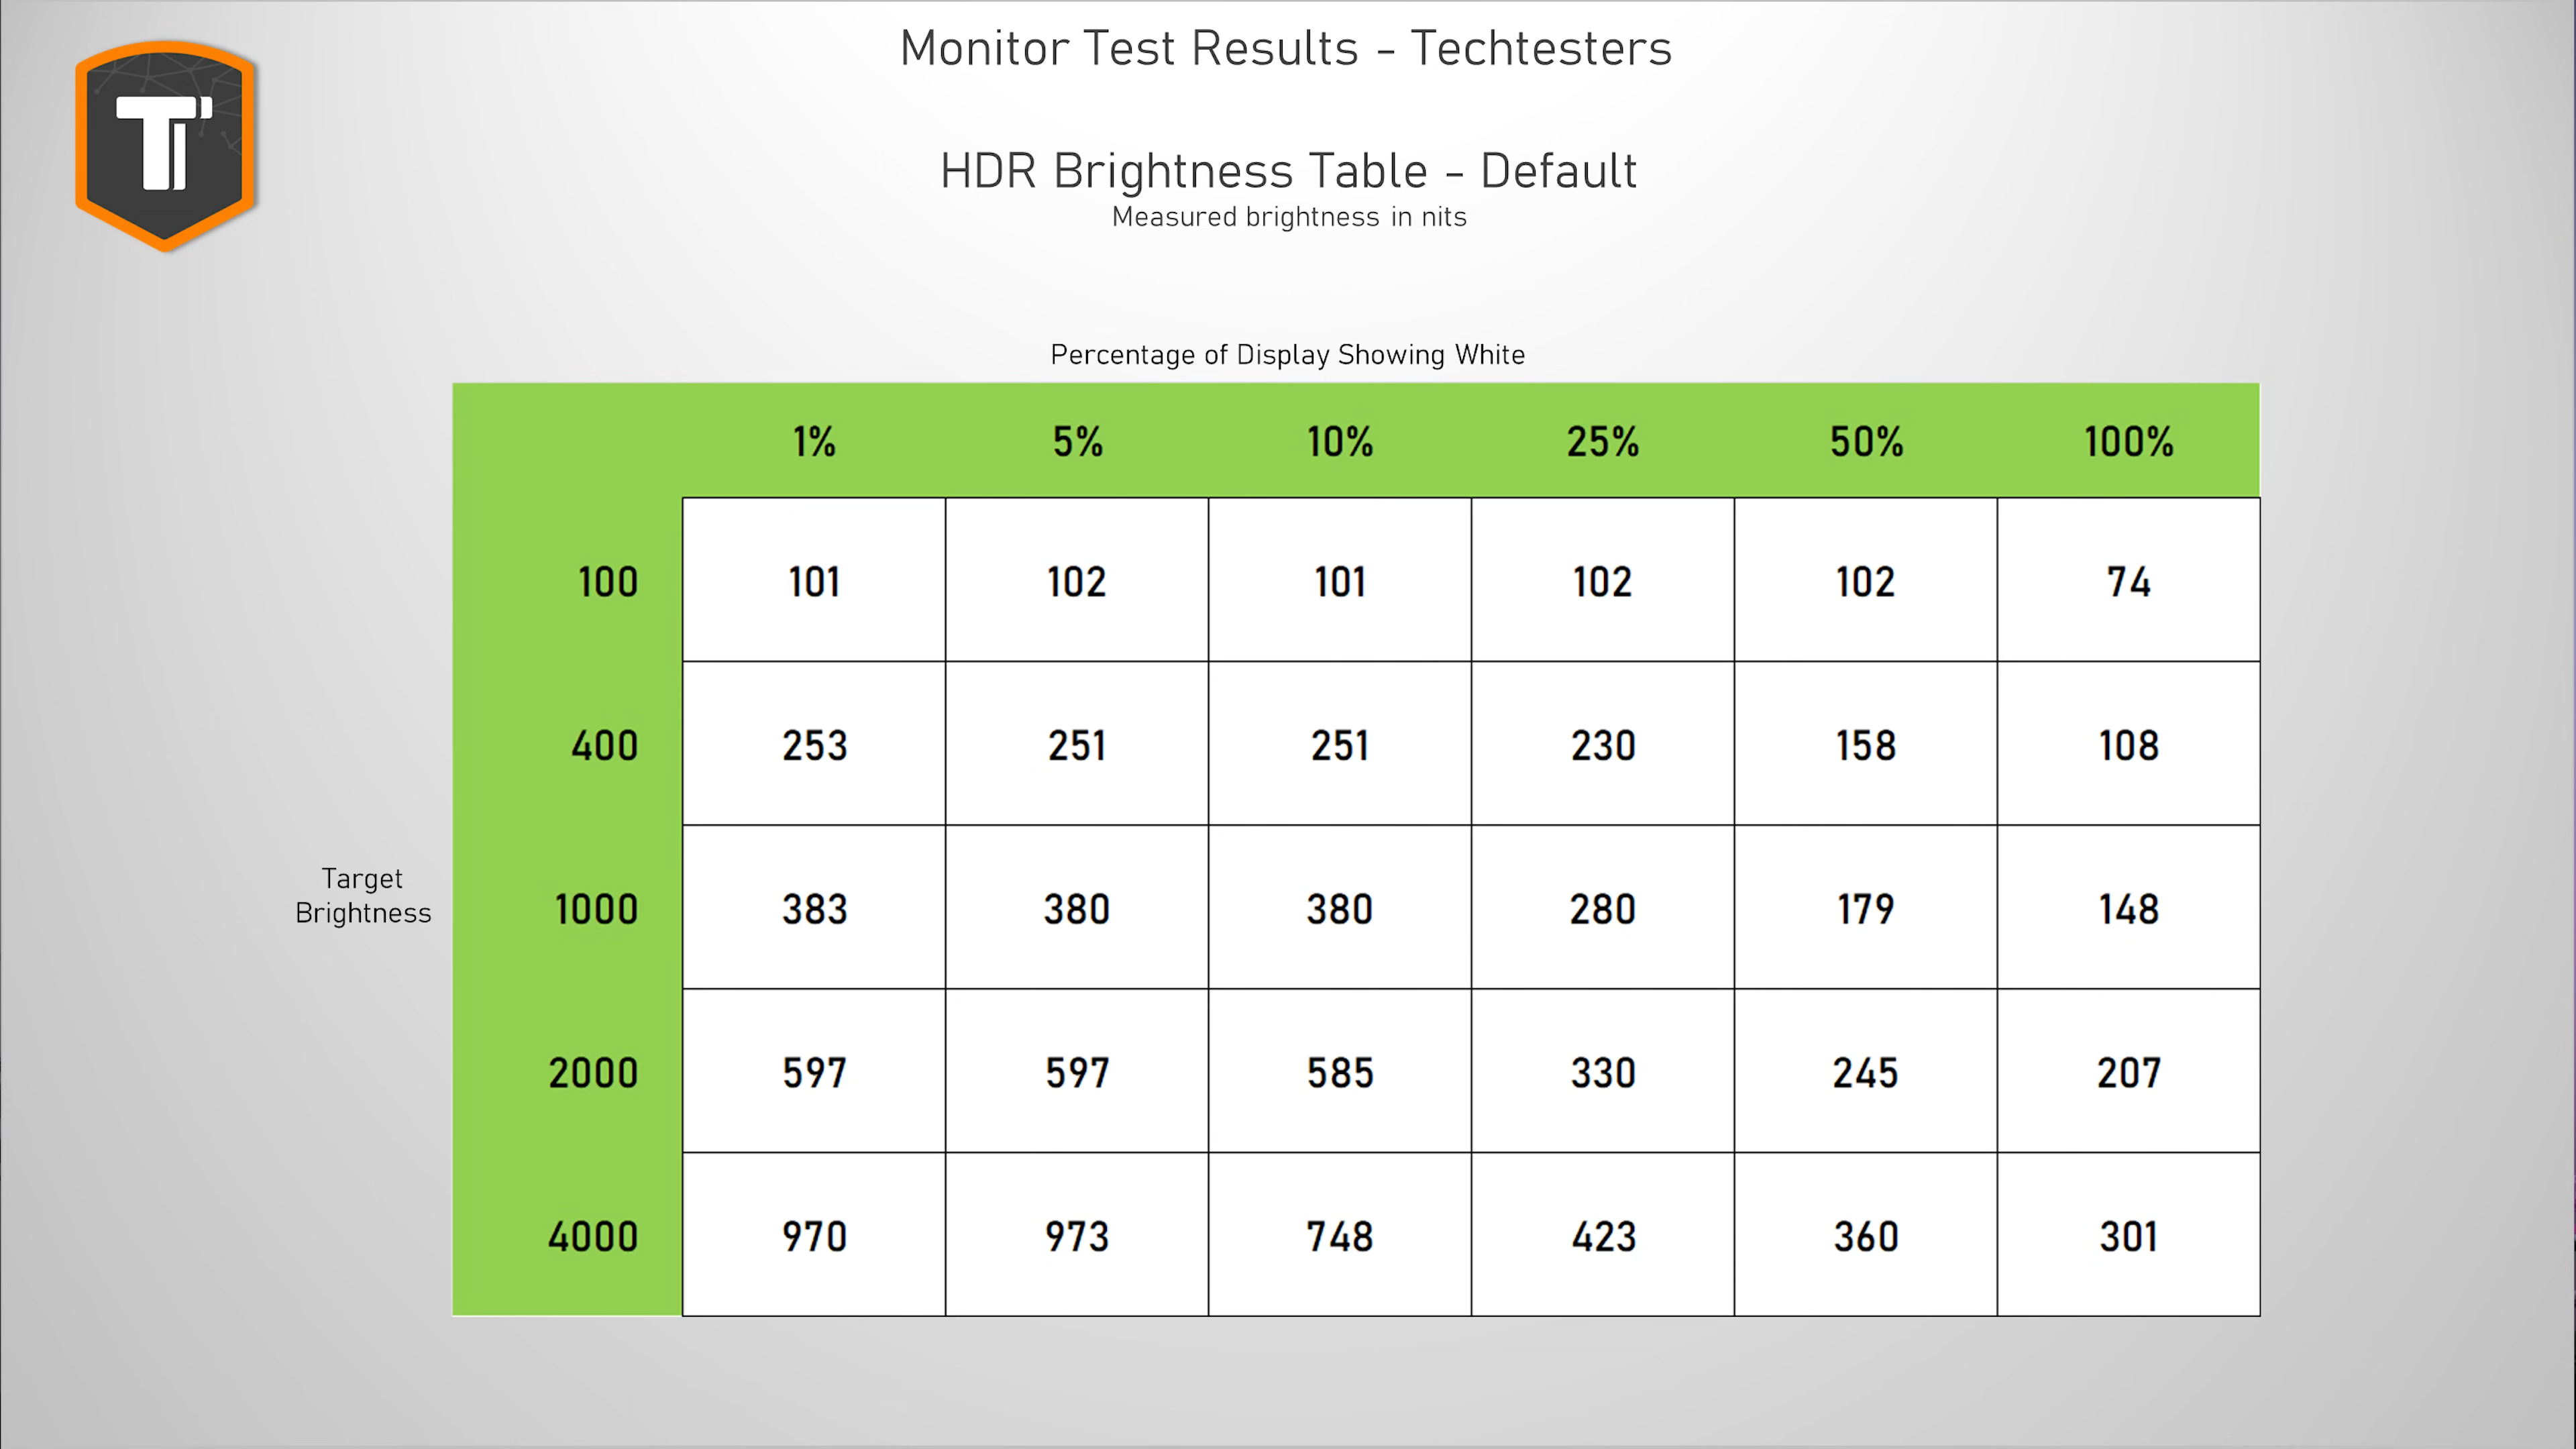 Monitor Test Results - Techtesters
HDR Brightness Table - Default
Measured brightness in nits
Percentage of Display Showing White
1% 5% 10% 25% 50% 100%
100 101 102 101 102 102 74
400 253 251 251 230 158 108
Target
Brightness
1000 383 380 380 280 179 148
2000 597 597 585 330 245 207
4000 970 973 748 423 360 301